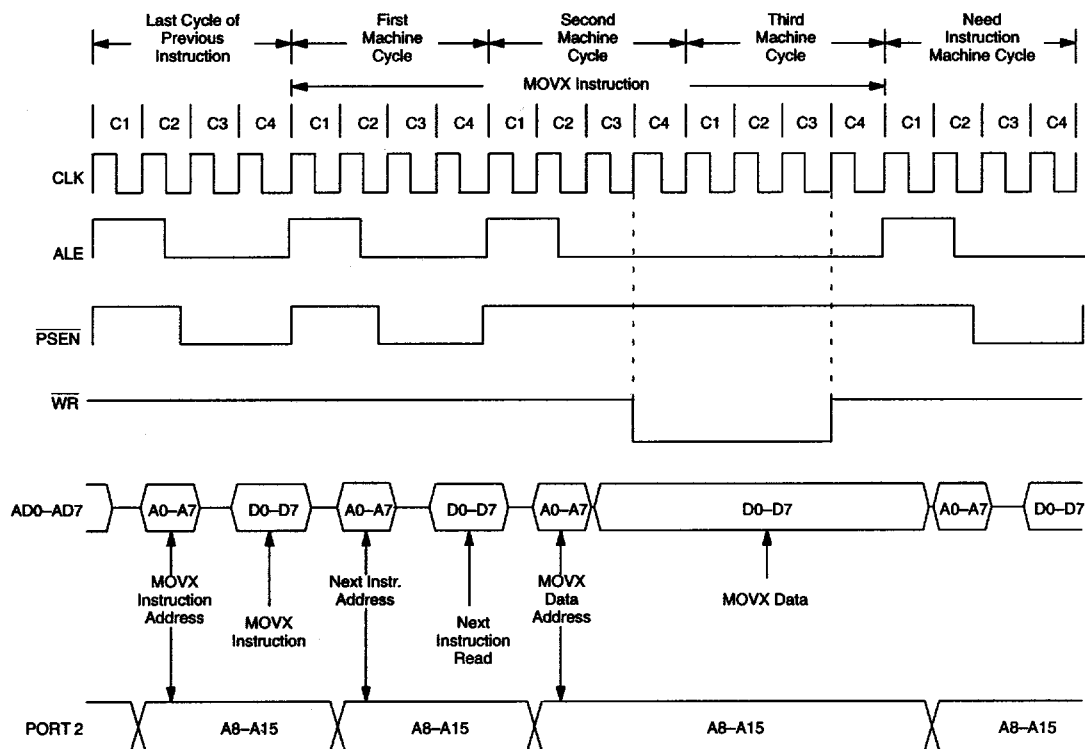 Last Cycle of
Previous
Instruction
First
Machine
Cycle
Second
Machine
Cycle
Third
Machine
Cycle
Need
Instruction
Machine Cycle
MOVX Instruction
C1 C2 C3 C4 C1 C2 C3 C4 C1 C2 C3 C4 C1 C2 C3 C4 C1 C2 C3 C4
CLK
ALE
PSEN
WR
AD0–AD7 A0–A7 D0–D7 A0–A7 D0–D7 A0–A7 D0–D7 A0–A7 D0–D7
MOVX
Instruction
Address
MOVX
Instruction
Next Instr.
Address
Next
Instruction
Read
MOVX
Data
Address
MOVX Data
PORT 2 A8–A15 A8–A15 A8–A15 A8–A15